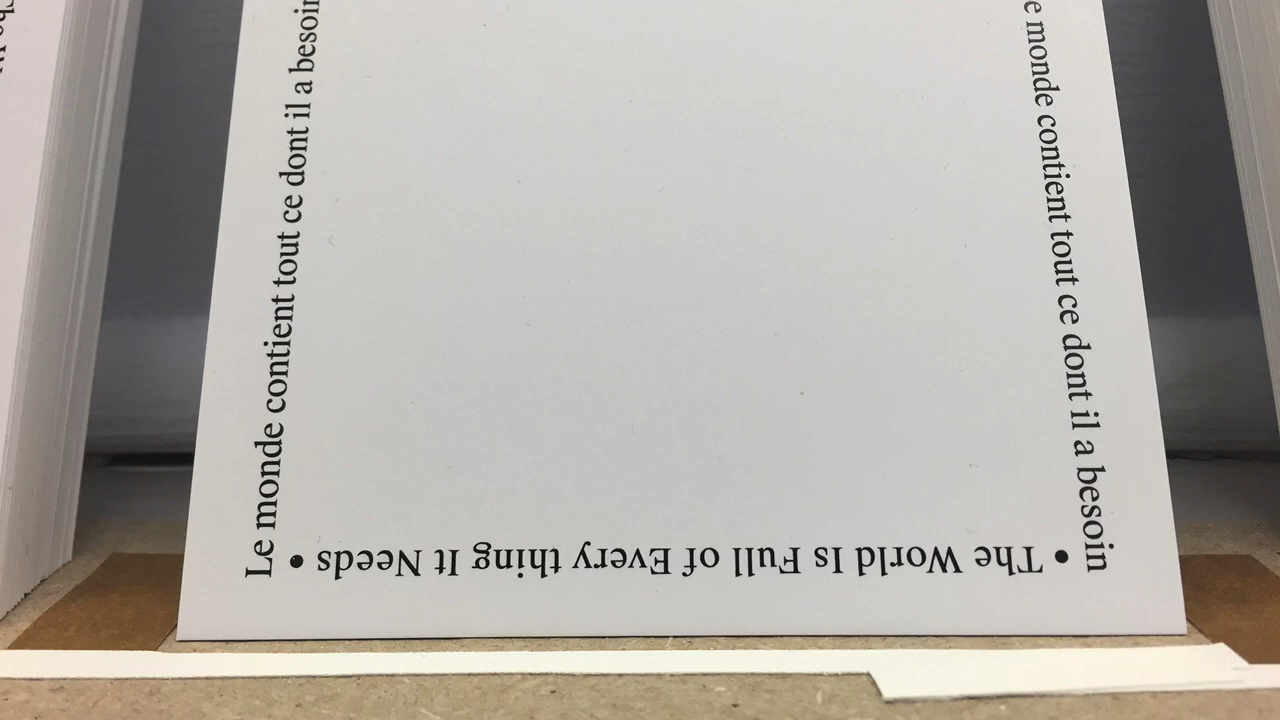 Le monde contient tout ce dont il a besoin
monde contient tout ce dont il a besoin
• The World Is Full of Every thing It Needs •